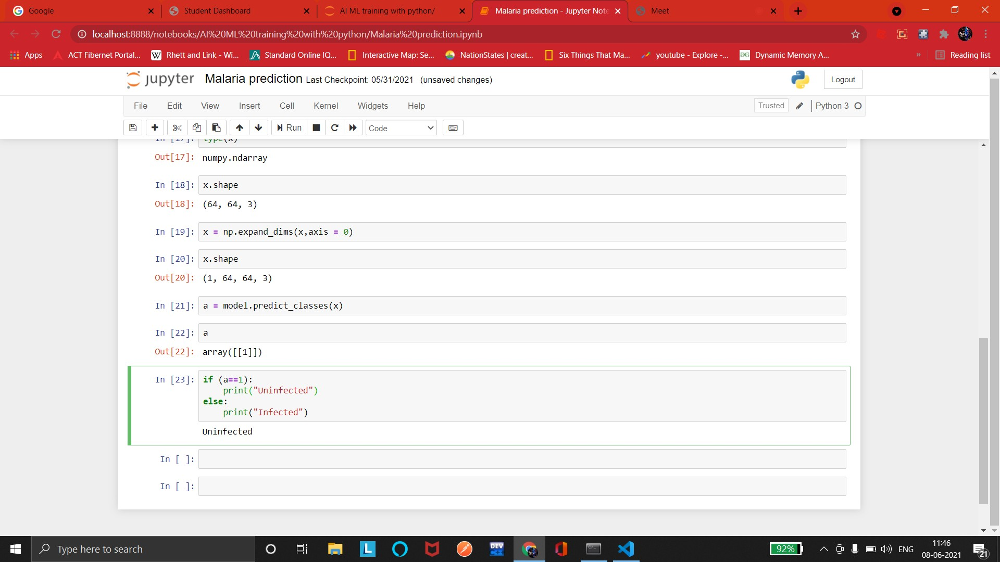 Google
Student Dashboard
AI ML training with python/
Malaria prediction - Jupyter Note
Meet
localhost:8888/notebooks/AI%20ML%20training%20with%20python/Malaria%20prediction.ipynb
Apps
ACT Fibernet Portal...
W Rhett and Link - Wi...
Standard Online IQ...
Interactive Map: Se...
NationStates | creat...
Six Things That Ma...
youtube - Explore -...
Dynamic Memory A...
»
Reading list
jupyter Malaria prediction Last Checkpoint: 05/31/2021 (unsaved changes)
Logout
File Edit View Insert Cell Kernel Widgets Help
Trusted
Python 3
Run
Code
In [17]: type(x)
Out[17]: numpy.ndarray
In [18]: x.shape
Out[18]: (64, 64, 3)
In [19]: x = np.expand_dims(x,axis = 0)
In [20]: x.shape
Out[20]: (1, 64, 64, 3)
In [21]: a = model.predict_classes(x)
In [22]: a
Out[22]: array([[1]])
In [23]: if (a==1):
print("Uninfected")
else:
print("Infected")
Uninfected
In [ ]:
In [ ]:
Type here to search
L
DEV
C++
92%
ENG
11:46
08-06-2021
21